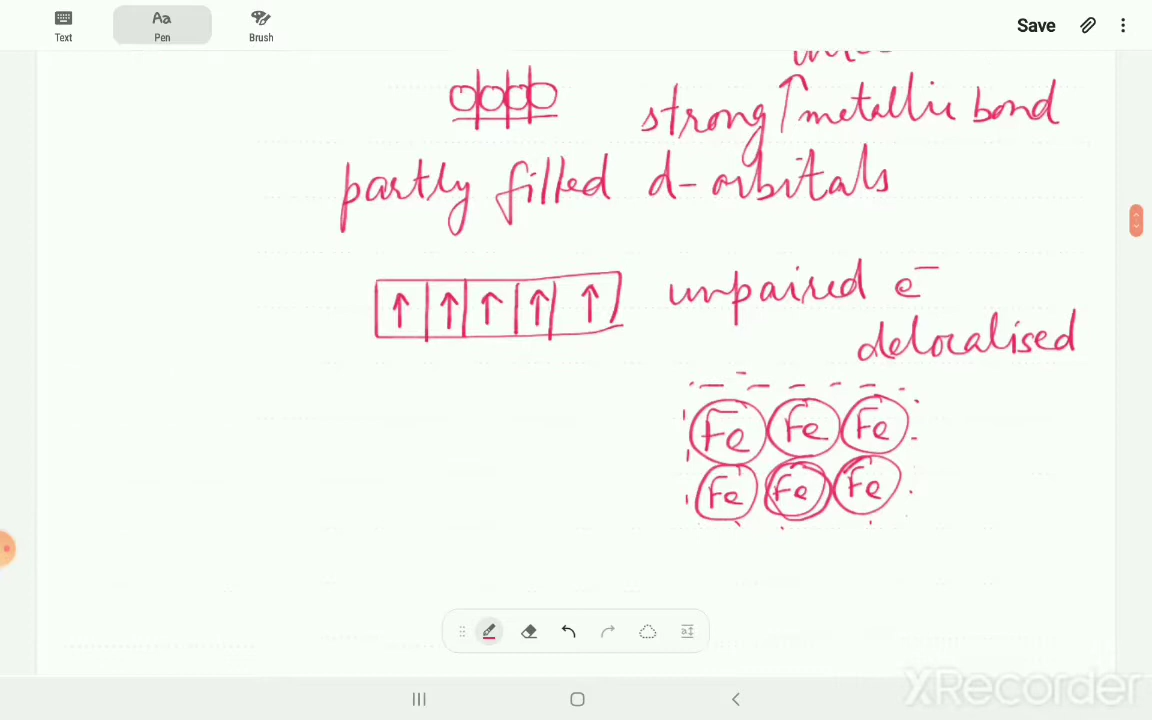 Text
Aa
Pen
Brush
Save
strong ↑ metallic bond
partly filled d-orbitals
↑ ↑ ↑ ↑ ↑ unpaired e⁻
delocalised
Fe Fe Fe
Fe Fe Fe
XRecorder